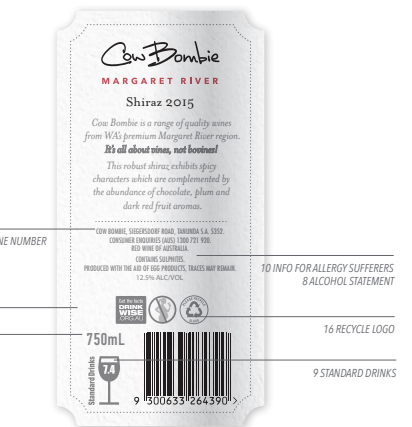 Cow Bombie
MARGARET RIVER
Shiraz 2015
Cow Bombie is a range of quality wines
from WA's premium Margaret River region.
It's all about vines, not bovines!
This robust shiraz exhibits spicy
characters which are complemented by
the abundance of chocolate, plum and
dark red fruit aromas.
COW BOMBIE, SIEGERSDORF ROAD, TANUNDA S.A. 5352.
CONSUMER ENQUIRIES (AUS) 1300 721 920.
RED WINE OF AUSTRALIA.
CONTAINS SULPHITES.
PRODUCED WITH THE AID OF EGG PRODUCTS, TRACES MAY REMAIN.
12.5% ALC/VOL
NE NUMBER
10 INFO FOR ALLERGY SUFFERERS
8 ALCOHOL STATEMENT
Get the facts
DRINK
WISE
.ORG.AU
16 RECYCLE LOGO
750mL
Standard Drinks
7.4
9 STANDARD DRINKS
9 300633 264390 >